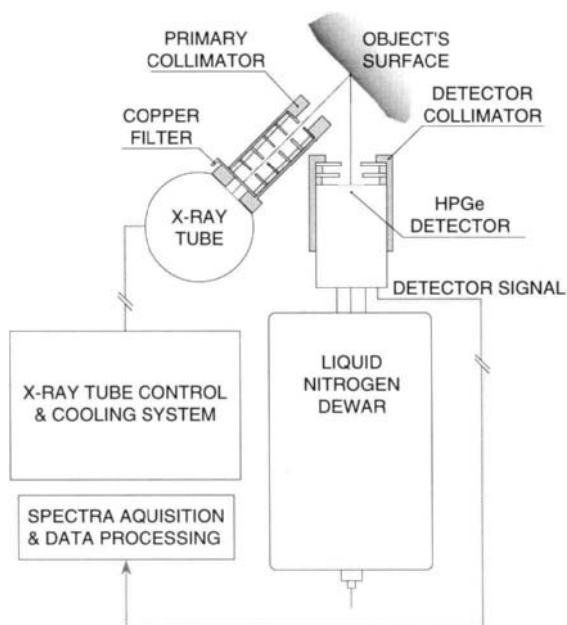 PRIMARY
COLLIMATOR
OBJECT'S
SURFACE
DETECTOR
COLLIMATOR
COPPER
FILTER
X-RAY
TUBE
HPGe
DETECTOR
DETECTOR SIGNAL
X-RAY TUBE CONTROL
& COOLING SYSTEM
LIQUID
NITROGEN
DEWAR
SPECTRA AQUISITION
& DATA PROCESSING